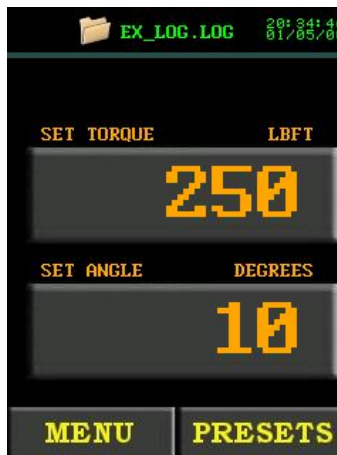 EX_LOG.LOG
SET TORQUE LBFT
250
SET ANGLE DEGREES
10
MENU PRESETS